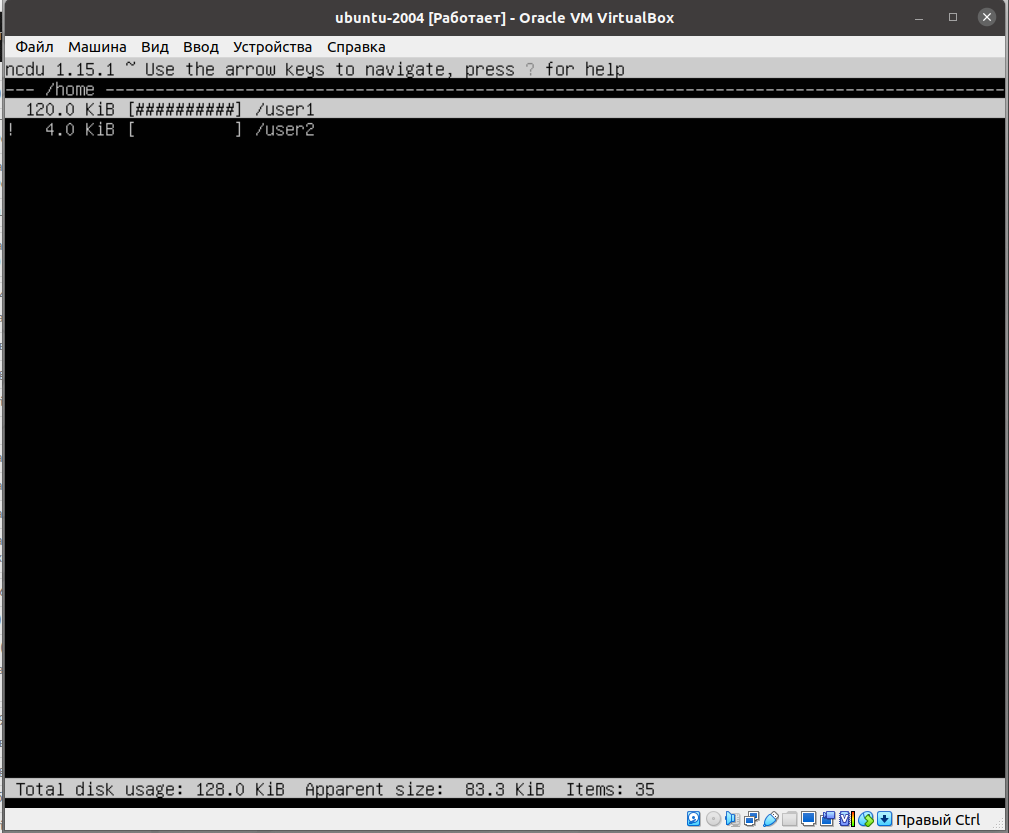 ubuntu-2004 [Работает] - Oracle VM VirtualBox
Файл Машина Вид Ввод Устройства Справка
ncdu 1.15.1 ~ Use the arrow keys to navigate, press ? for help
--- /home ------------------------------------------------------------------------------------------
120.0 KiB [##########] /user1
! 4.0 KiB [          ] /user2
Total disk usage: 128.0 KiB  Apparent size:  83.3 KiB  Items: 35
Правый Ctrl